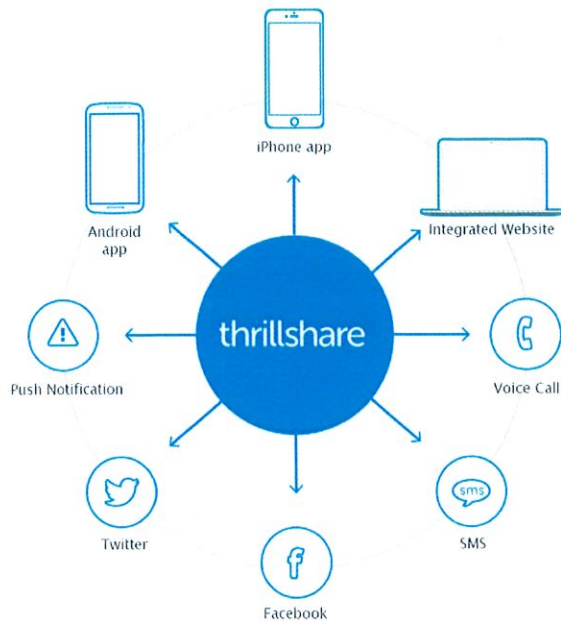 iPhone app
Android
app
Integrated Website
thrillshare
Push Notification
Voice Call
Twitter
sms
SMS
f
Facebook